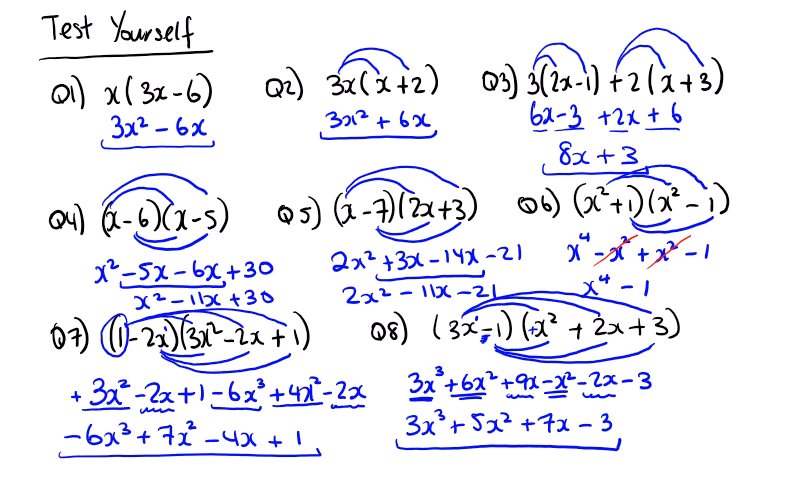 Test Yourself
Q1) x(3x-6)
3x² - 6x
Q2) 3x(x+2)
3x² + 6x
Q3) 3(2x-1) + 2(x+3)
6x-3 +2x + 6
8x + 3
Q4) (x-6)(x-5)
x² -5x - 6x + 30
x² - 11x + 30
Q5) (x-7)(2x+3)
2x² +3x - 14x - 21
2x² - 11x - 21
Q6) (x²+1)(x² - 1)
x⁴ - x² + x² - 1
x⁴ - 1
Q7) (1-2x)(3x²-2x+1)
+ 3x² -2x +1 - 6x³ + 4x² - 2x
-6x³ + 7x² - 4x + 1
Q8) (3x-1)(+x² + 2x + 3)
3x³ + 6x² + 9x - x² - 2x - 3
3x³ + 5x² + 7x - 3